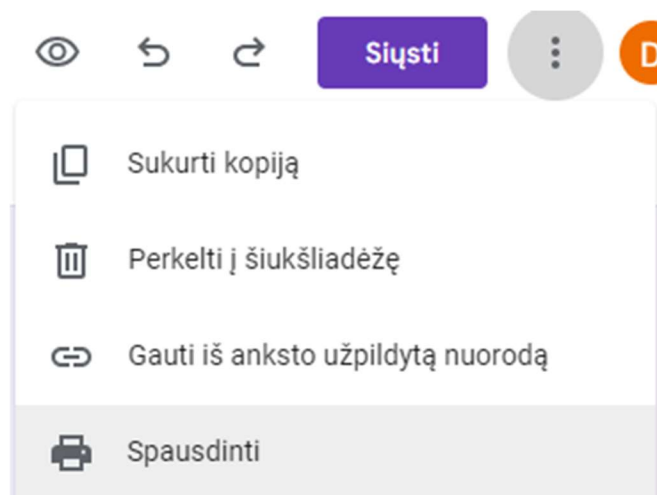 Siųsti
D
Sukurti kopiją
Perkelti į šiukšliadėžę
Gauti iš anksto užpildytą nuorodą
Spausdinti